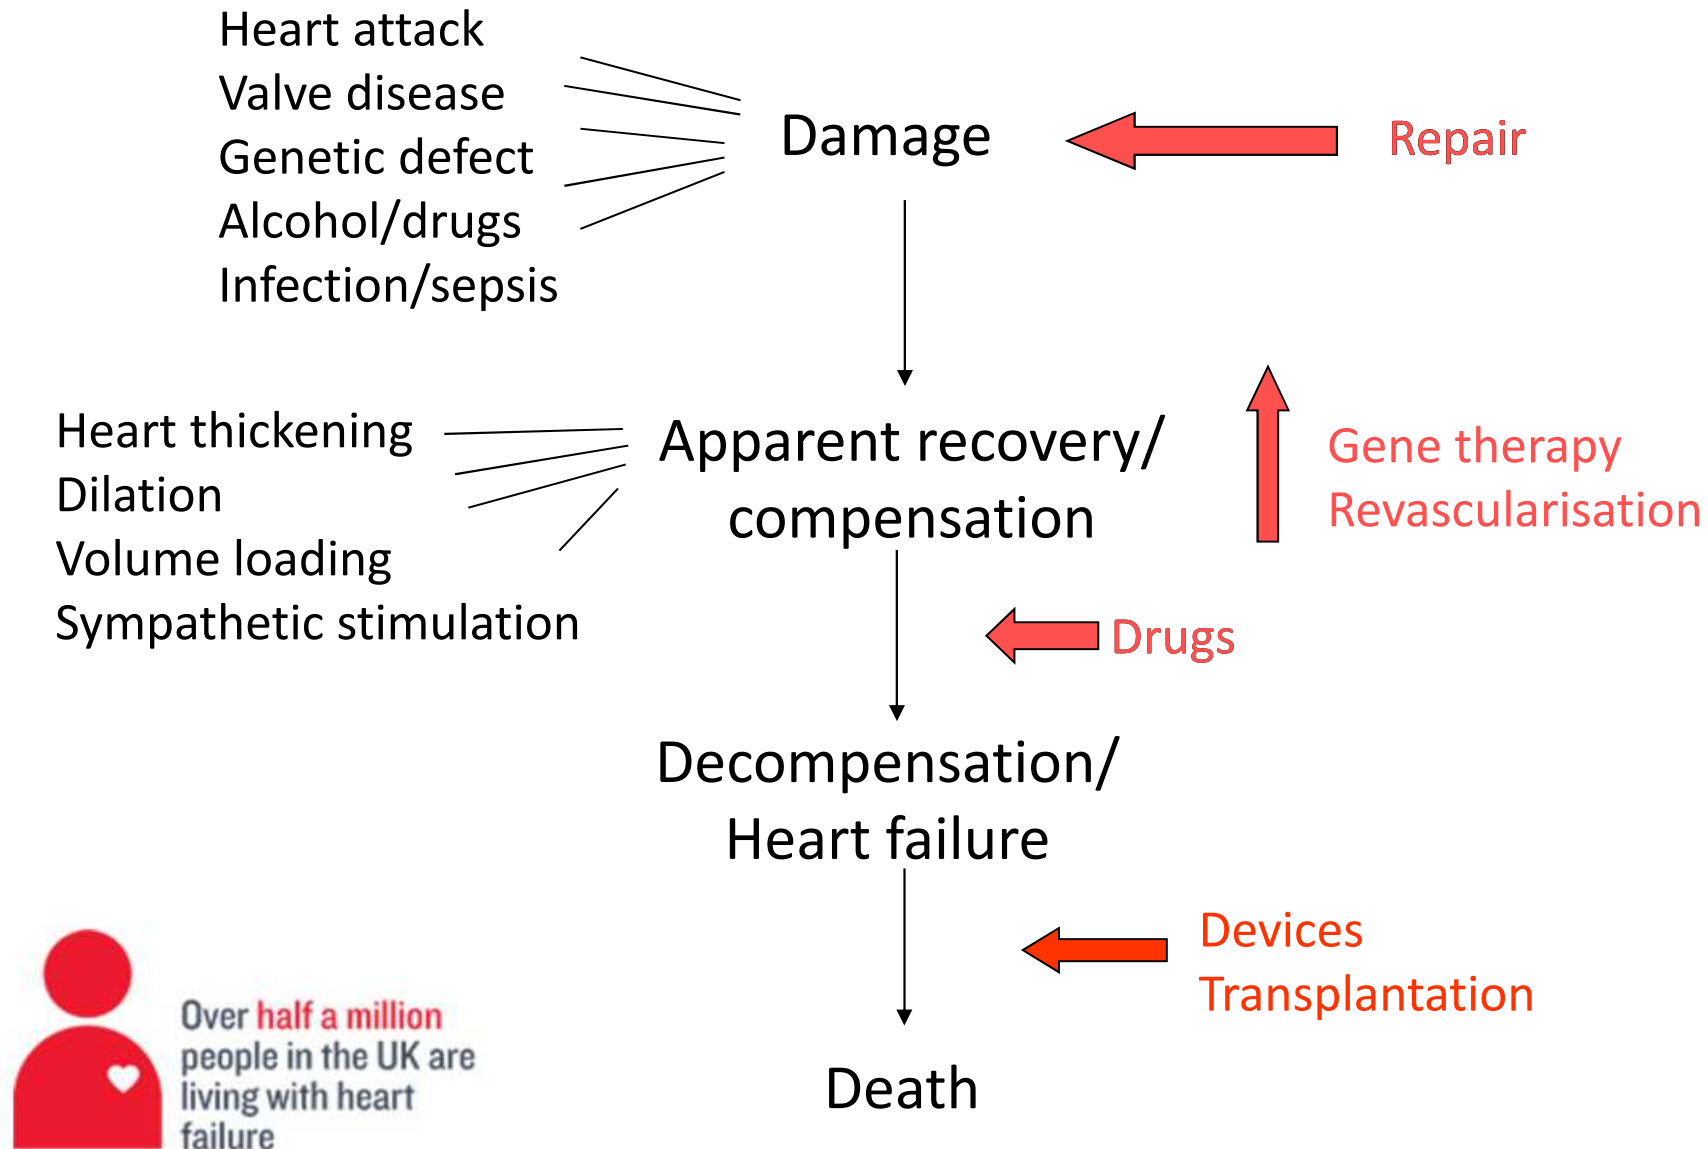 Heart attack
Valve disease
Genetic defect
Alcohol/drugs
Infection/sepsis
Damage
Repair
Heart thickening
Dilation
Volume loading
Sympathetic stimulation
Apparent recovery/
compensation
Gene therapy
Revascularisation
Drugs
Decompensation/
Heart failure
Devices
Transplantation
Death
Over half a million
people in the UK are
living with heart
failure